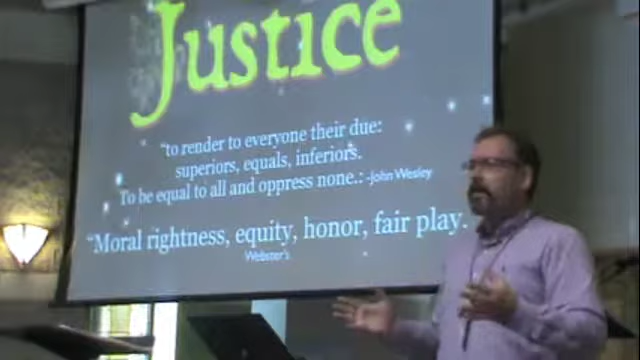 Justice
"to render to everyone their due:
superiors, equals, inferiors.
To be equal to all and oppress none.: -John Wesley
"Moral rightness, equity, honor, fair play.
Webster's